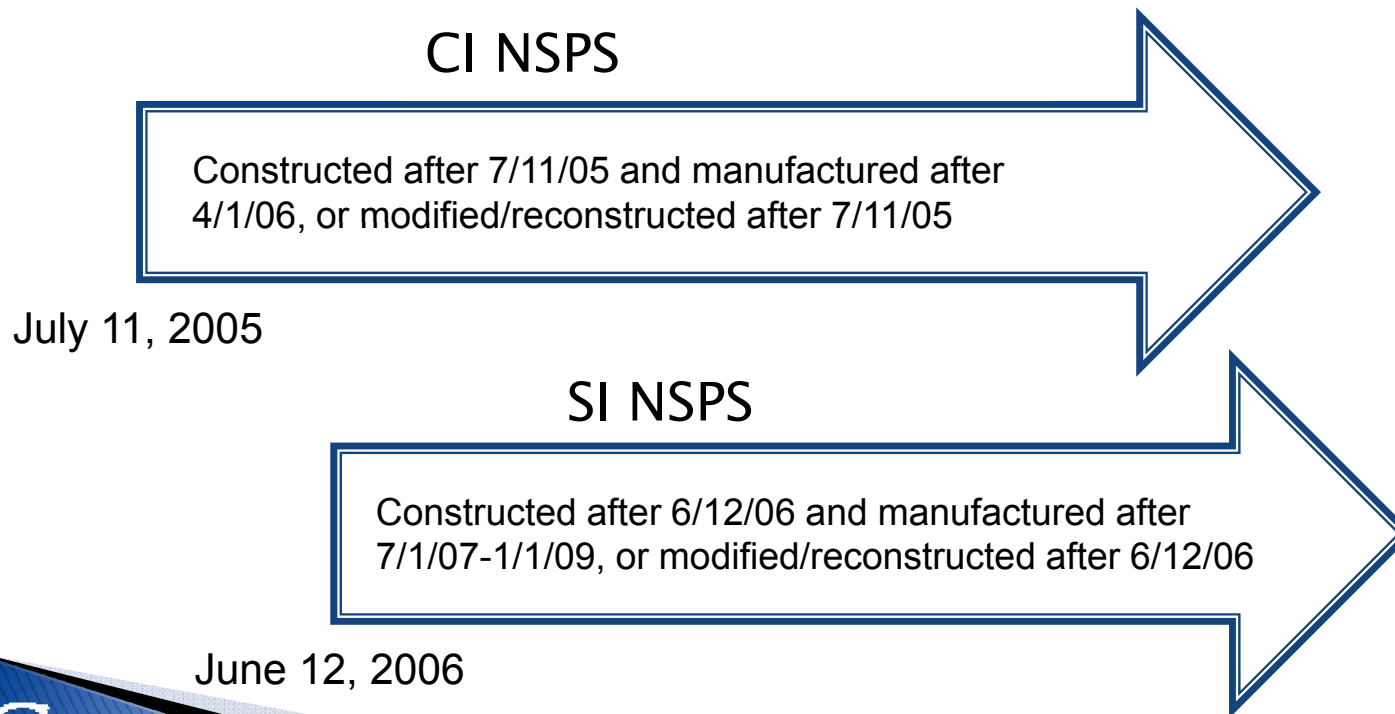 CI NSPS
Constructed after 7/11/05 and manufactured after
4/1/06, or modified/reconstructed after 7/11/05
July 11, 2005
SI NSPS
Constructed after 6/12/06 and manufactured after
7/1/07-1/1/09, or modified/reconstructed after 6/12/06
June 12, 2006